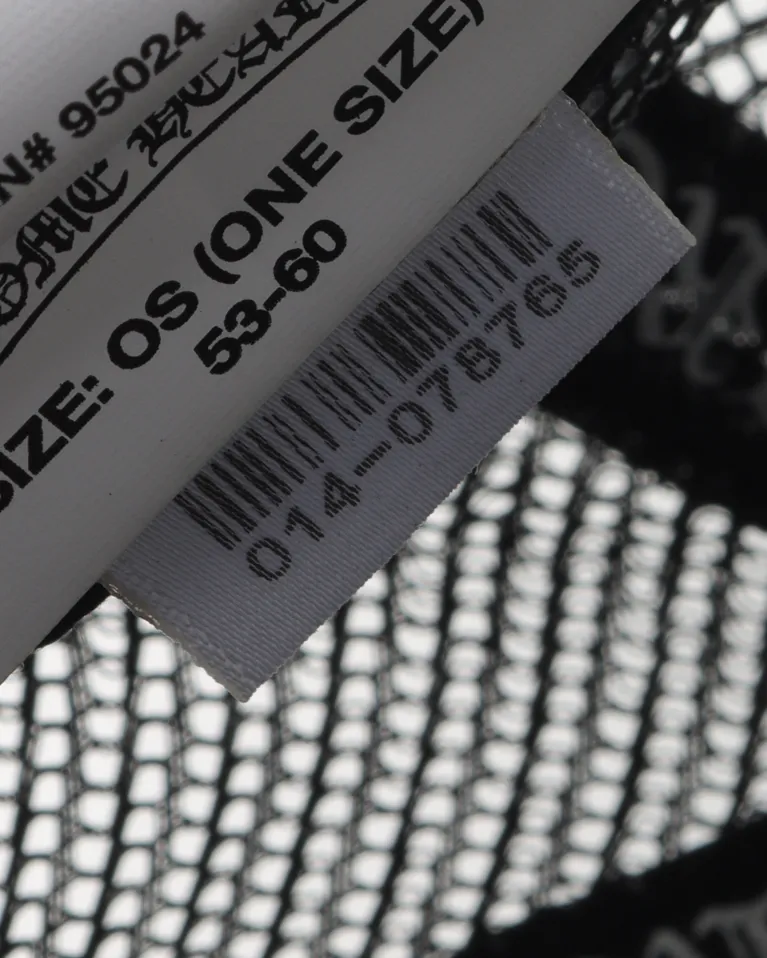 N# 95024
SIZE: OS (ONE SIZE)
53-60
014-078765